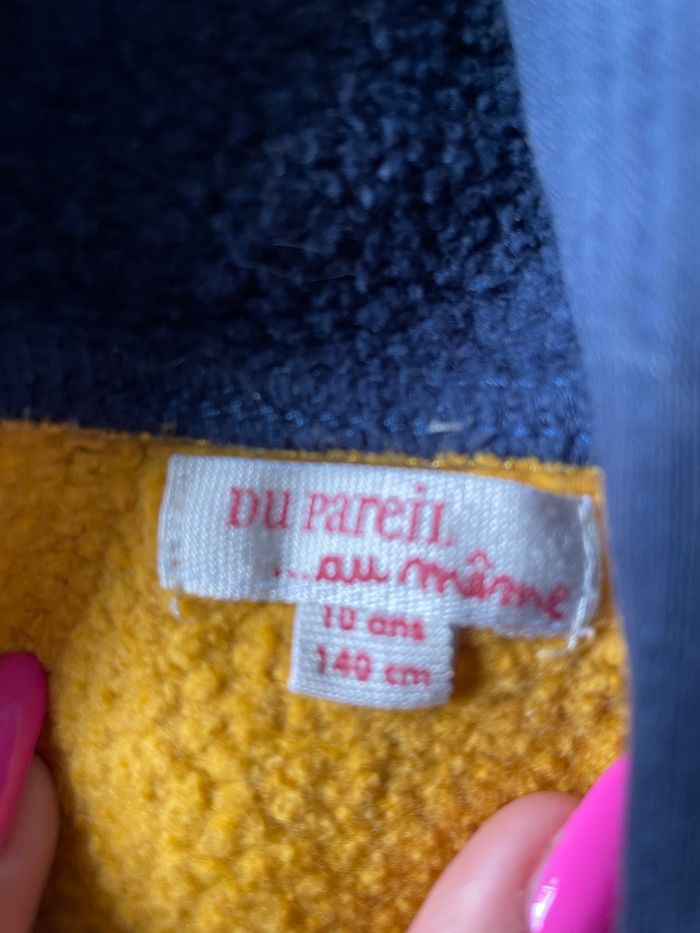 DU PAREIL
...au même
10 ans
140 cm